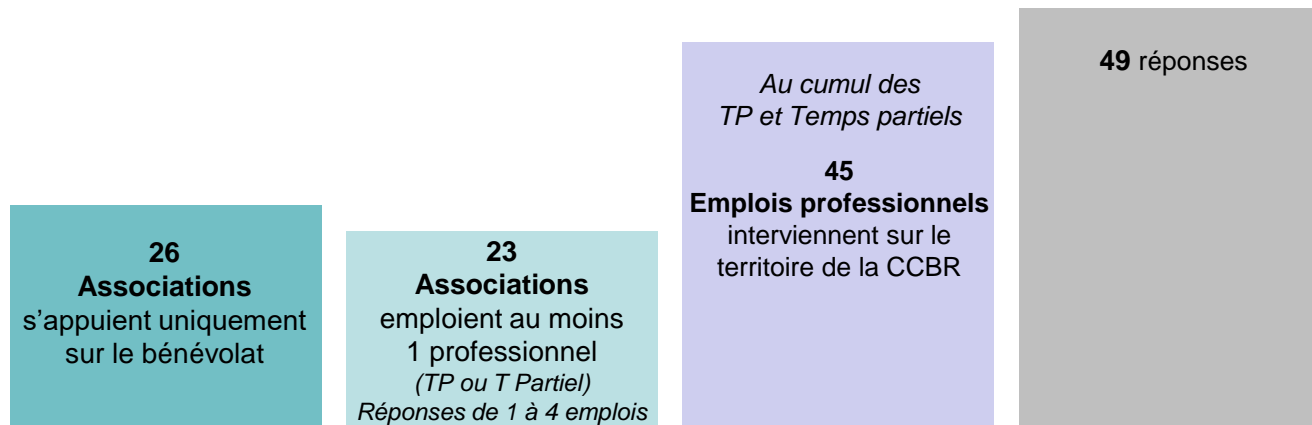 26
Associations
s'appuient uniquement
sur le bénévolat
23
Associations
emploient au moins
1 professionnel
(TP ou T Partiel)
Réponses de 1 à 4 emplois
Au cumul des
TP et Temps partiels
45
Emplois professionnels
interviennent sur le
territoire de la CCBR
49 réponses